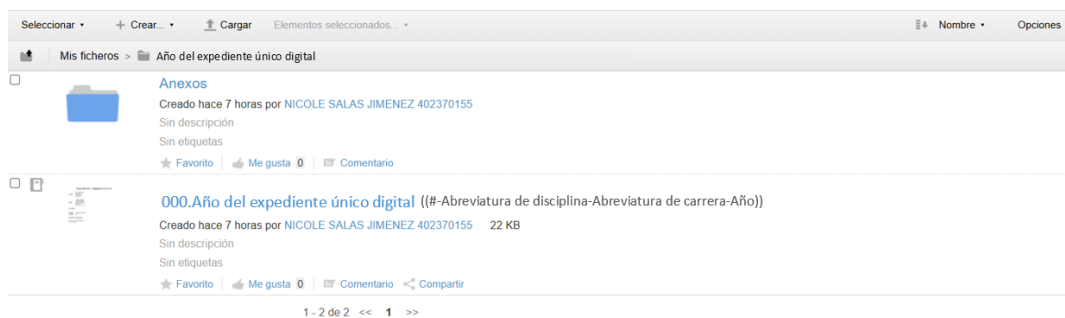 Seleccionar Crear... Cargar Elementos seleccionados... Nombre Opciones
Mis ficheros > Año del expediente único digital
Anexos
Creado hace 7 horas por NICOLE SALAS JIMENEZ 402370155
Sin descripción
Sin etiquetas
Favorito Me gusta 0 Comentario
000.Año del expediente único digital ((#-Abreviatura de disciplina-Abreviatura de carrera-Año))
Creado hace 7 horas por NICOLE SALAS JIMENEZ 402370155 22 KB
Sin descripción
Sin etiquetas
Favorito Me gusta 0 Comentario Compartir
1 - 2 de 2 << 1 >>